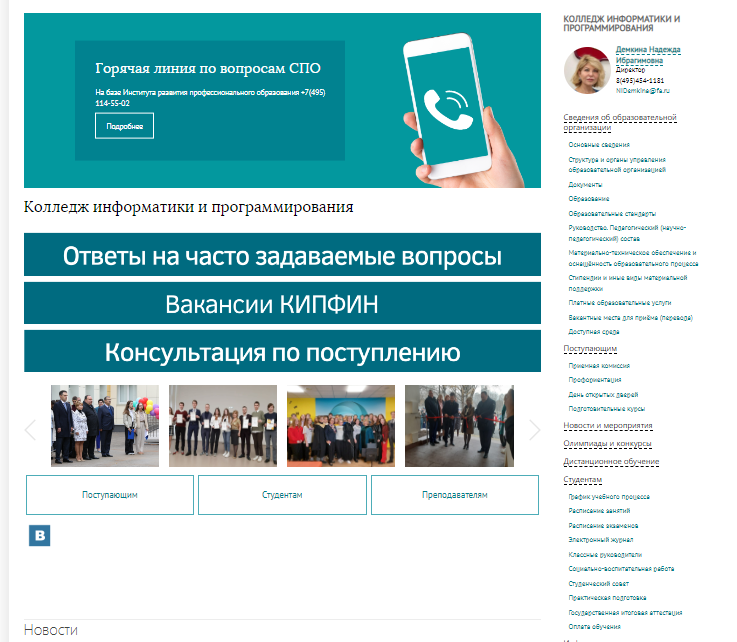 Горячая линия по вопросам СПО
На базе Института развития профессионального образования +7(495)
114-55-02
Подробнее
Колледж информатики и программирования
Ответы на часто задаваемые вопросы
Вакансии КИПФИН
Консультация по поступлению
Поступающим
Студентам
Преподавателям
В
Новости
КОЛЛЕДЖ ИНФОРМАТИКИ И
ПРОГРАММИРОВАНИЯ
Демкина Надежда
Ибрагимовна
Директор
8(495)454-1181
NIDemkina@fa.ru
Сведения об образовательной
организации
Основные сведения
Структура и органы управления
образовательной организацией
Документы
Образование
Образовательные стандарты
Руководство. Педагогический (научно-
педагогический) состав
Материально-техническое обеспечение и
оснащённость образовательного процесса
Стипендии и иные виды материальной
поддержки
Платные образовательные услуги
Вакантные места для приёма (перевода)
Доступная среда
Поступающим
Приемная комиссия
Профориентация
День открытых дверей
Подготовительные курсы
Новости и мероприятия
Олимпиады и конкурсы
Дистанционное обучение
Студентам
График учебного процесса
Расписание занятий
Расписание экзаменов
Электронный журнал
Классные руководители
Социально-воспитательная работа
Студенческий совет
Практическая подготовка
Государственная итоговая аттестация
Оплата обучения